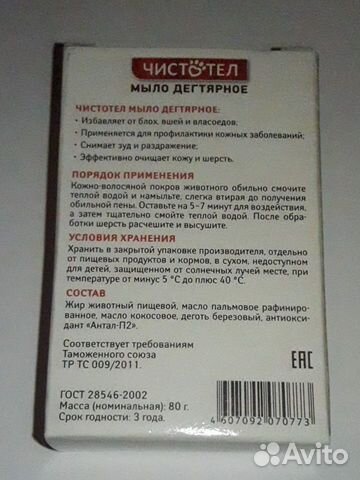 ЧИСТОТЕЛ
МЫЛО ДЕГТЯРНОЕ
ЧИСТОТЕЛ МЫЛО ДЕГТЯРНОЕ:
• Избавляет от блох, вшей и власоедов.
• Применяется для профилактики кожных заболеваний;
• Снимает зуд и раздражение;
• Эффективно очищает кожу и шерсть.
ПОРЯДОК ПРИМЕНЕНИЯ
Кожно-волосяной покров животного обильно смочите
теплой водой и намыльте, слегка втирая до получения
обильной пены. Оставьте на 5-7 минут для воздействия,
а затем тщательно смойте теплой водой. После обра-
ботки шерсть расчешите и высушите.
УСЛОВИЯ ХРАНЕНИЯ
Хранить в закрытой упаковке производителя, отдельно
от пищевых продуктов и кормов, в сухом, недоступном
для детей, защищенном от солнечных лучей месте, при
температуре от минус 5 °С до плюс 40 °С.
СОСТАВ
Жир животный пищевой, масло пальмовое рафиниро-
ванное, масло кокосовое, деготь березовый, антиокси-
дант «Антал-П2».
Соответствует требованиям
Таможенного союза
ТР ТС 009/2011.
EAC
ГОСТ 28546-2002
Масса (номинальная): 80 г.
Срок годности: 3 года.
4 607092 070773
Avito